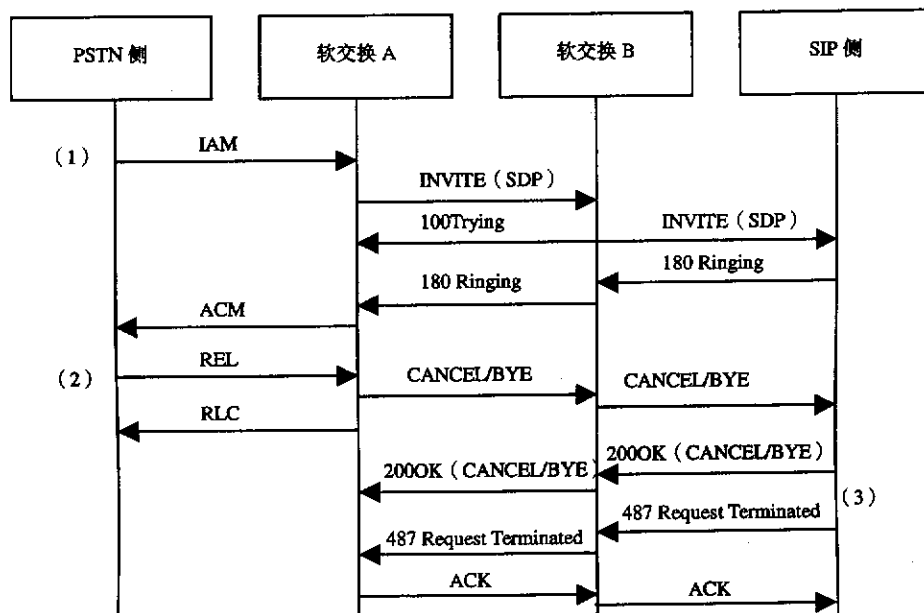 PSTN 侧
软交换 A
软交换 B
SIP 侧
(1)
IAM
INVITE（SDP）
100Trying
INVITE（SDP）
180 Ringing
180 Ringing
ACM
(2)
REL
CANCEL/BYE
CANCEL/BYE
RLC
200OK（CANCEL/BYE）
200OK（CANCEL/BYE）
(3)
487 Request Terminated
487 Request Terminated
ACK
ACK